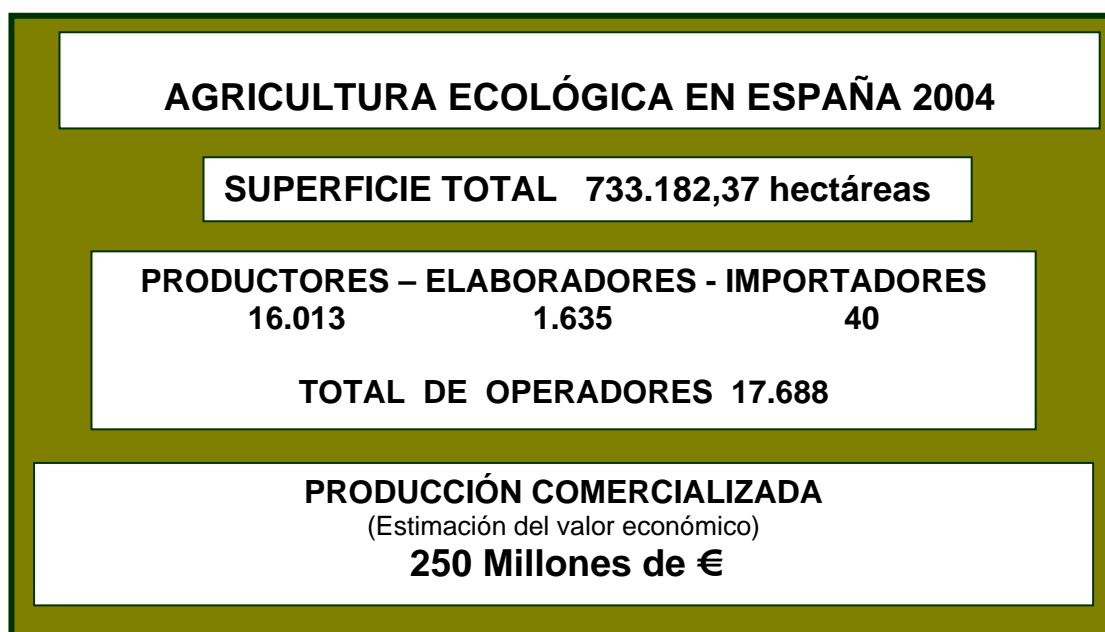 AGRICULTURA ECOLÓGICA EN ESPAÑA 2004
SUPERFICIE TOTAL 733.182,37 hectáreas
PRODUCTORES – ELABORADORES - IMPORTADORES
16.013 1.635 40
TOTAL DE OPERADORES 17.688
PRODUCCIÓN COMERCIALIZADA
(Estimación del valor económico)
250 Millones de €